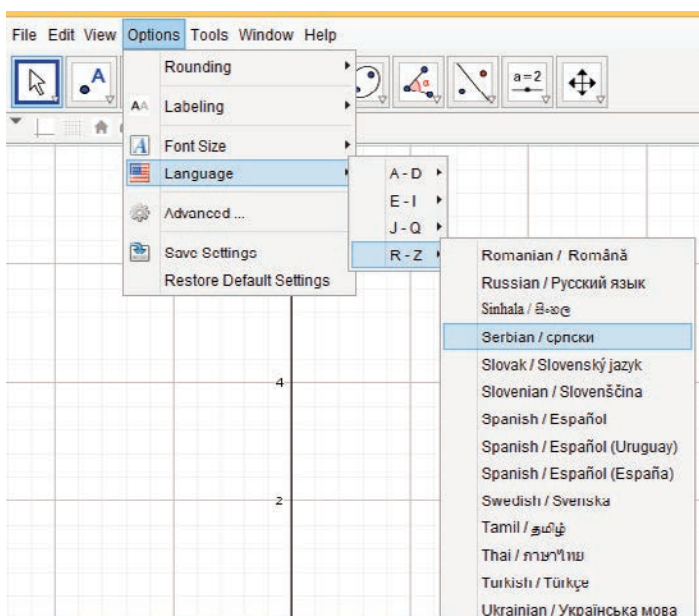 File Edit View Options Tools Window Help
A
α
a=2
Rounding
AA Labeling
A Font Size
Language
Advanced ...
Save Settings
Restore Default Settings
A - D
E - I
J - Q
R - Z
Romanian / Română
Russian / Русский язык
Sinhala / සිංහල
Serbian / српски
Slovak / Slovenský jazyk
Slovenian / Slovenščina
Spanish / Español
Spanish / Español (Uruguay)
Spanish / Español (España)
Swedish / Svenska
Tamil / தமிழ்
Thai / ภาษาไทย
Turkish / Türkçe
Ukrainian / Українська мова
4
2